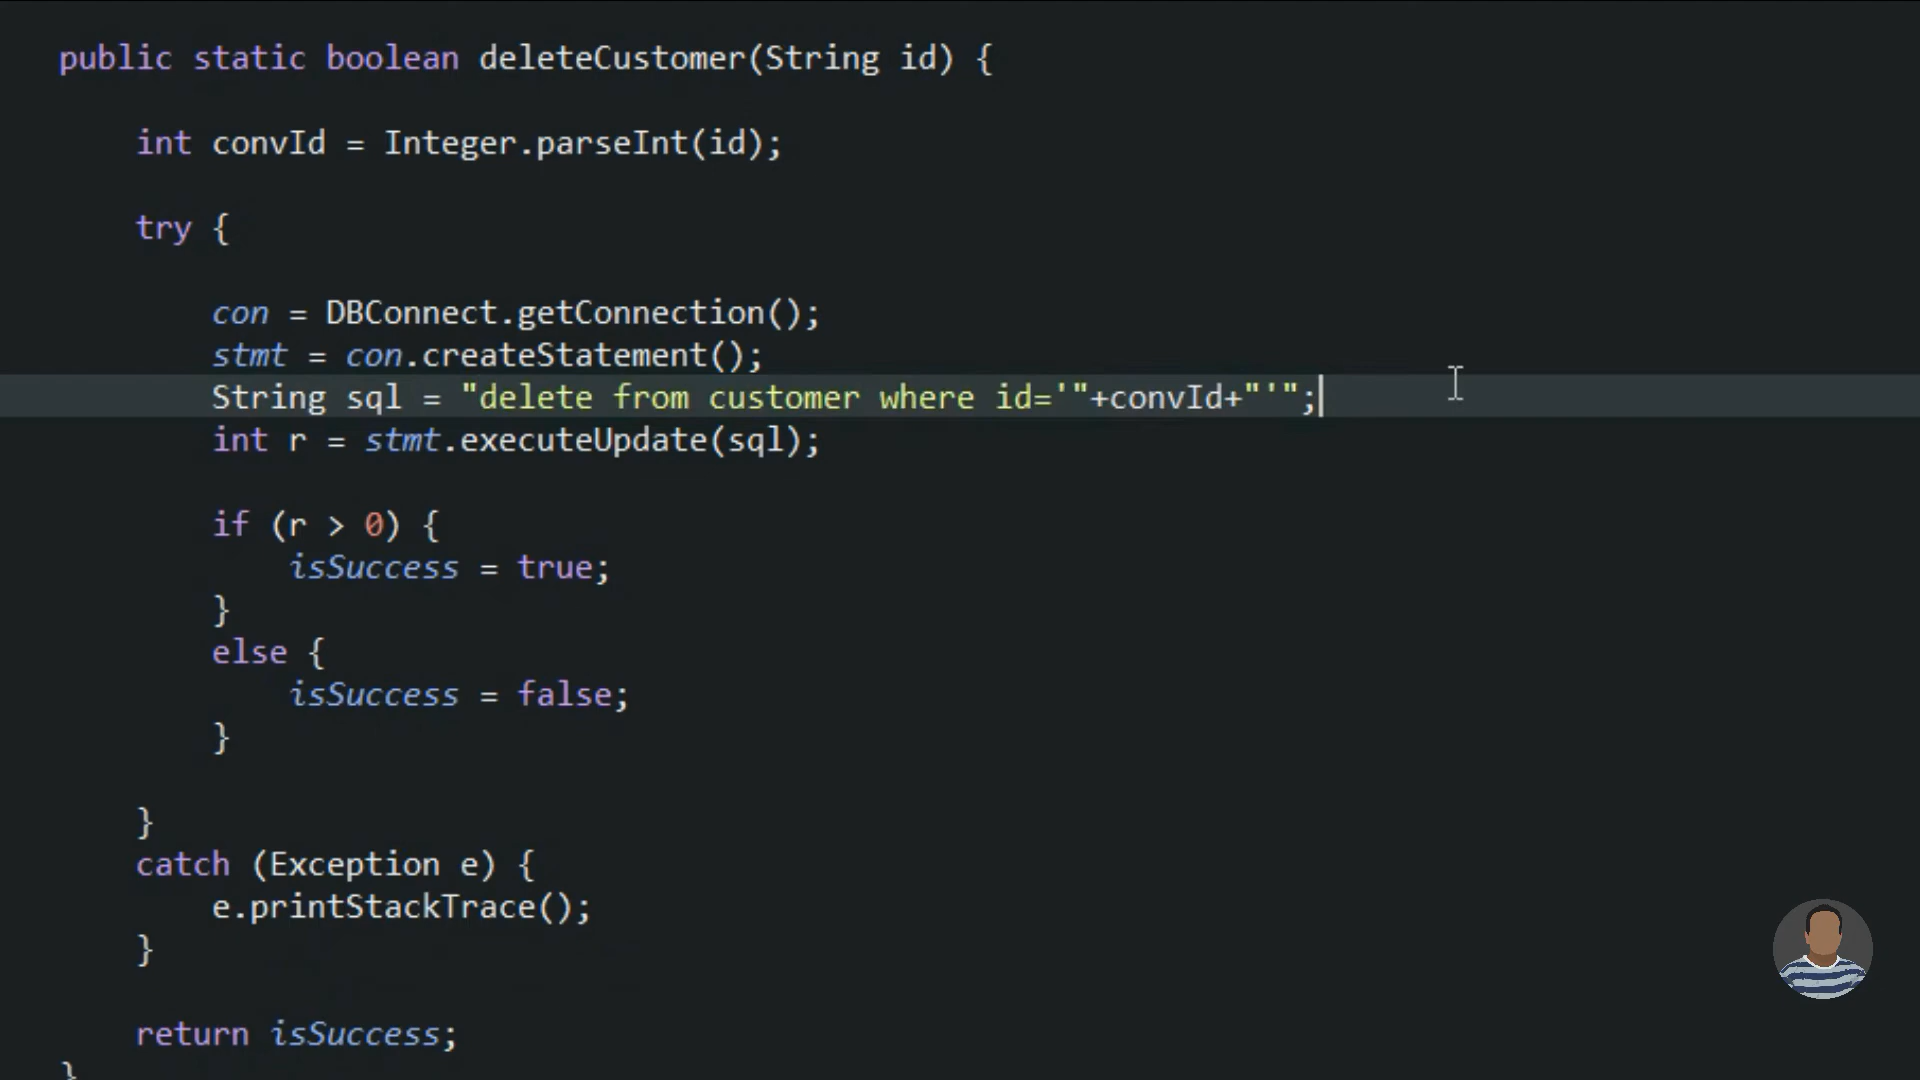 public static boolean deleteCustomer(String id) {
int convId = Integer.parseInt(id);
try {
con = DBConnect.getConnection();
stmt = con.createStatement();
String sql = "delete from customer where id='"+convId+"'";
int r = stmt.executeUpdate(sql);
if (r > 0) {
isSuccess = true;
}
else {
isSuccess = false;
}
}
catch (Exception e) {
e.printStackTrace();
}
return isSuccess;
}